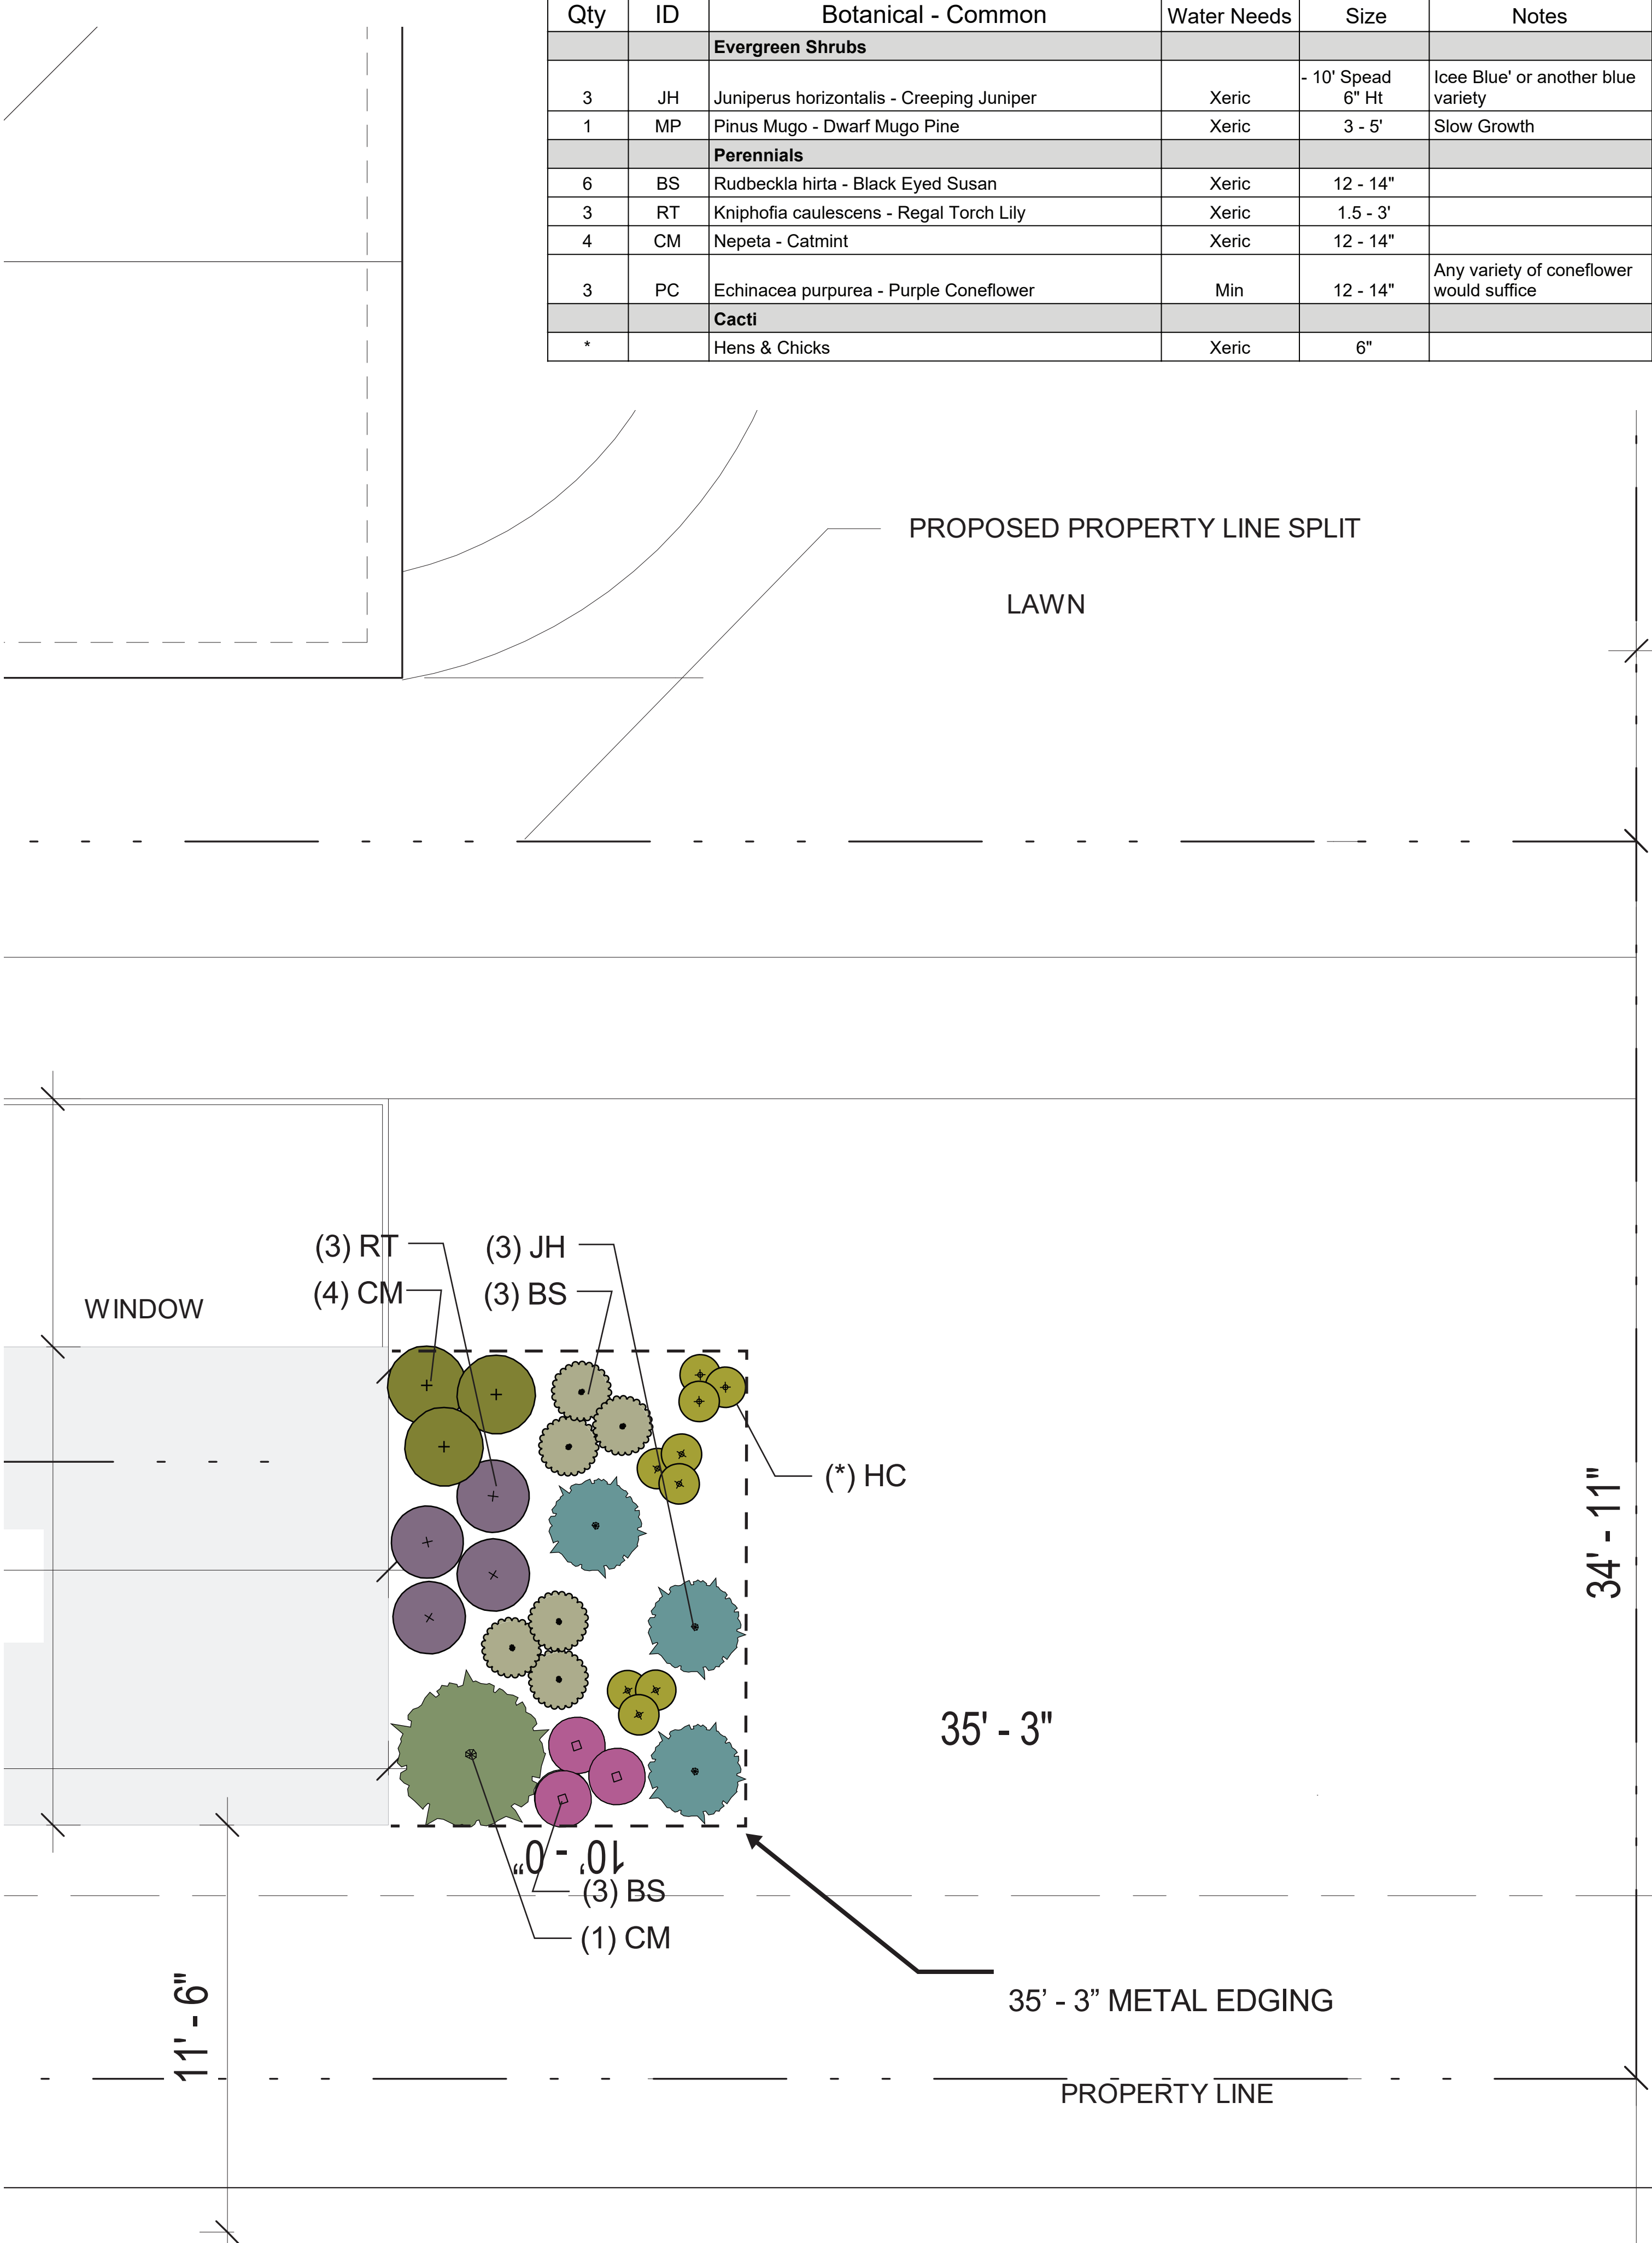 Qty ID Botanical - Common Water Needs Size Notes
Evergreen Shrubs
3 JH Juniperus horizontalis - Creeping Juniper Xeric - 10' Spead 6" Ht Icee Blue' or another blue variety
1 MP Pinus Mugo - Dwarf Mugo Pine Xeric 3 - 5' Slow Growth
Perennials
6 BS Rudbeckla hirta - Black Eyed Susan Xeric 12 - 14"
3 RT Kniphofia caulescens - Regal Torch Lily Xeric 1.5 - 3'
4 CM Nepeta - Catmint Xeric 12 - 14"
3 PC Echinacea purpurea - Purple Coneflower Min 12 - 14" Any variety of coneflower would suffice
Cacti
* Hens & Chicks Xeric 6"
PROPOSED PROPERTY LINE SPLIT
LAWN
(3) RT (3) JH
(4) CM (3) BS
WINDOW
(*) HC
34' - 11"
35' - 3"
10' - 0"
(3) BS
(1) CM
11' - 6"
35’ - 3” METAL EDGING
PROPERTY LINE